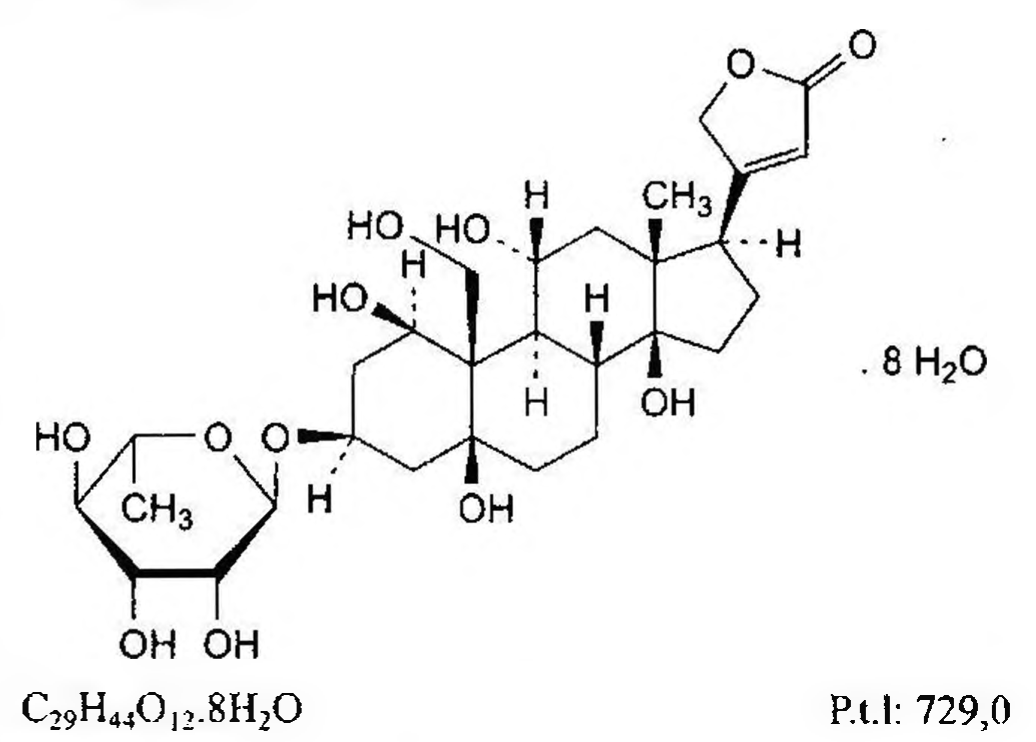 O
O
H
CH₃
HO
HO
H
H
HO
H
. 8 H₂O
H
OH
HO
O
O
H
OH
CH₃
OH
OH
C₂₉H₄₄O₁₂.8H₂O
P.t.l: 729,0